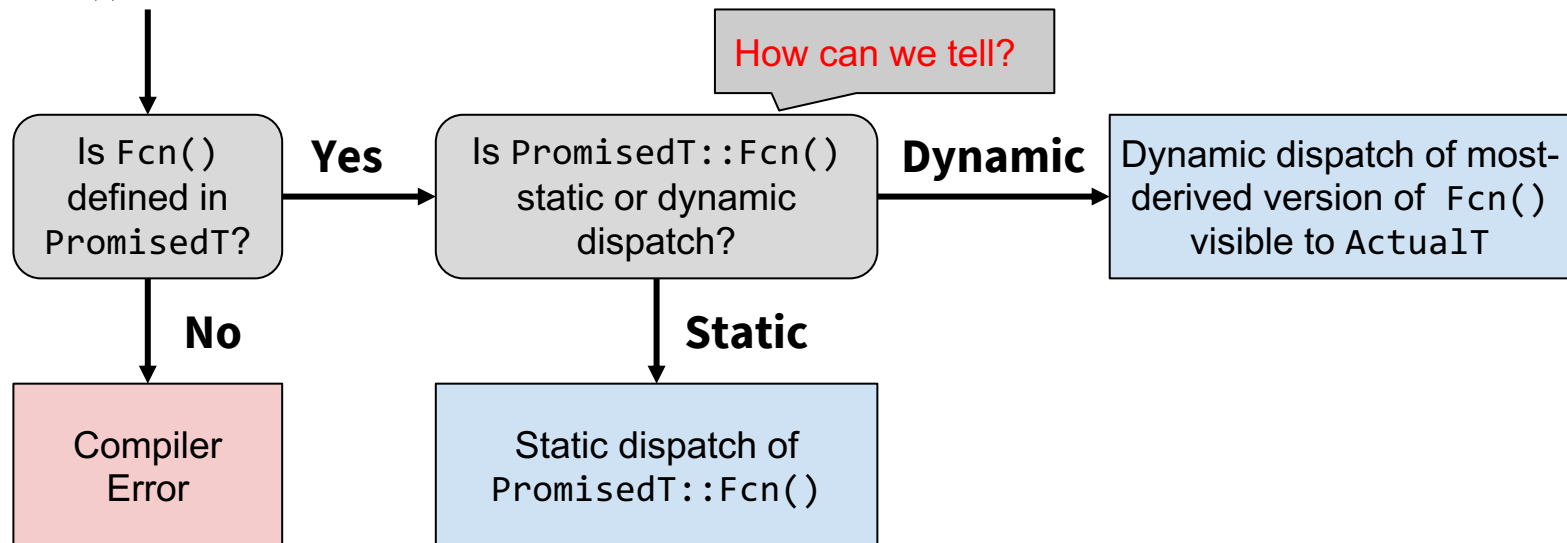 How can we tell?
Is Fcn()
defined in
PromisedT?
Yes
Is PromisedT::Fcn()
static or dynamic
dispatch?
Dynamic
Dynamic dispatch of most-
derived version of Fcn()
visible to ActualT
No
Static
Compiler
Error
Static dispatch of
PromisedT::Fcn()